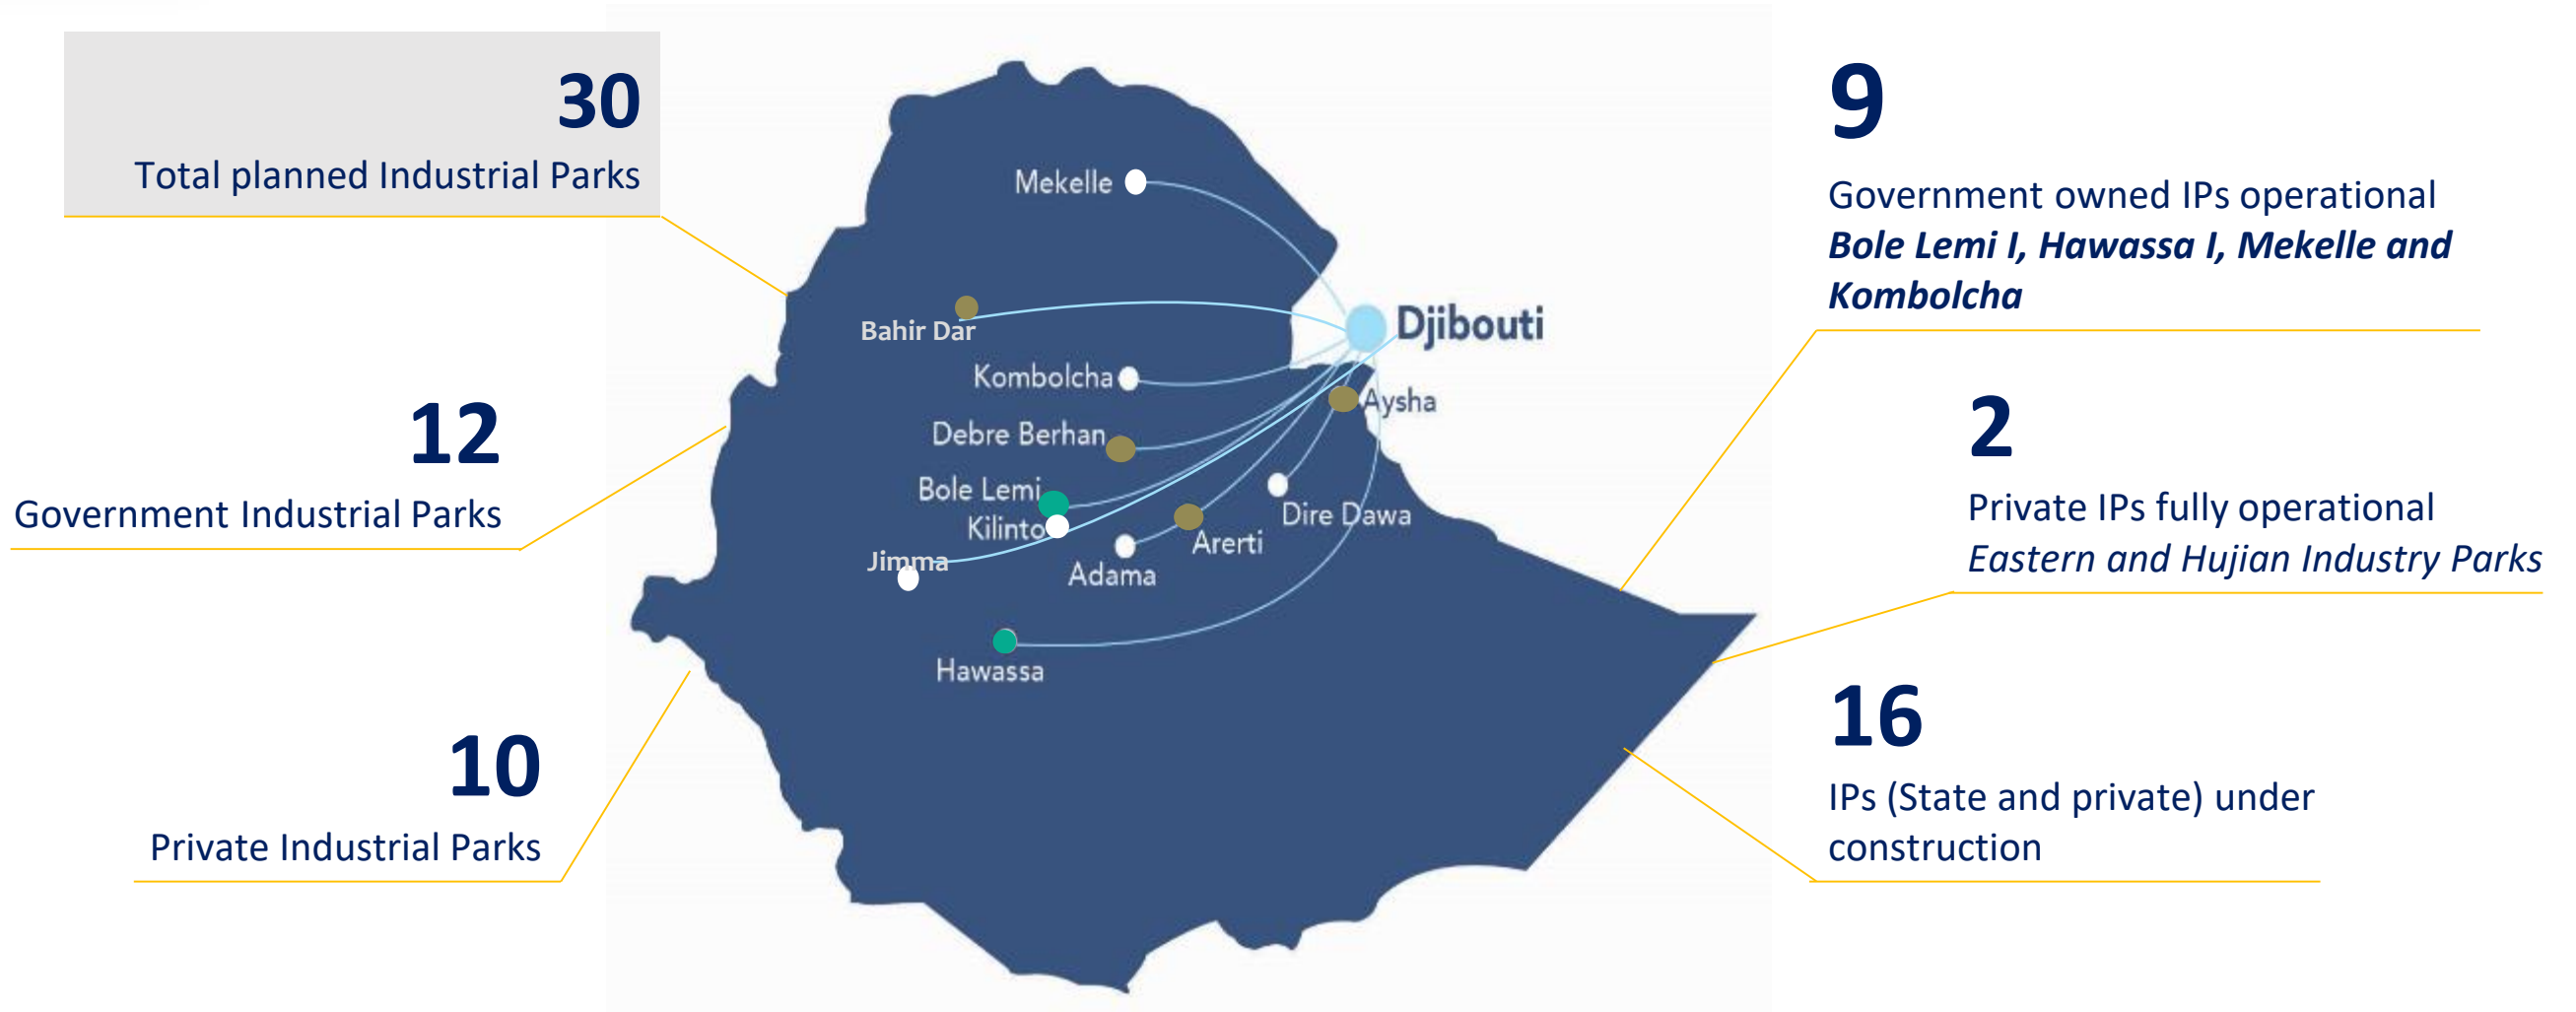 30
Total planned Industrial Parks
12
Government Industrial Parks
10
Private Industrial Parks
Mekelle
Bahir Dar
Djibouti
Kombolcha
Aysha
Debre Berhan
Bole Lemi
Kilinto
Dire Dawa
Arerti
Jimma
Adama
Hawassa
9
Government owned IPs operational
Bole Lemi I, Hawassa I, Mekelle and
Kombolcha
2
Private IPs fully operational
Eastern and Hujian Industry Parks
16
IPs (State and private) under
construction